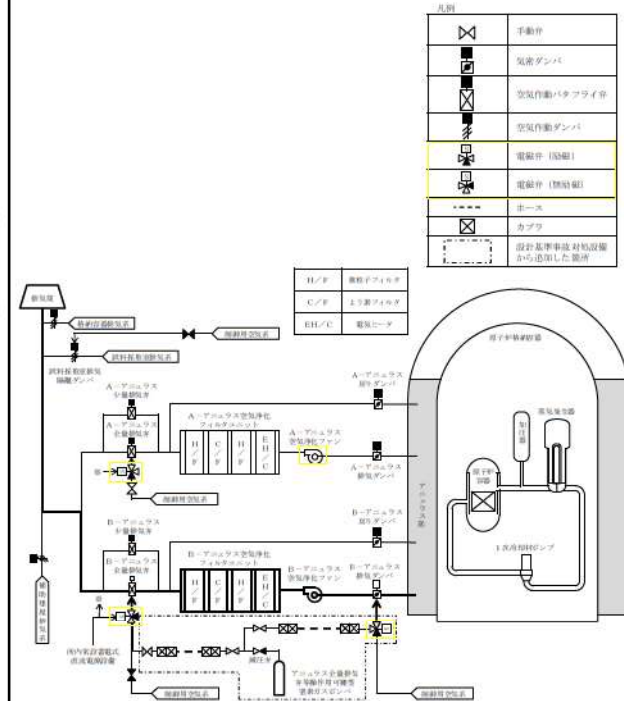 凡例
手動弁
気密ダンパ
空気作動バタフライ弁
空気作動ダンパ
電磁弁（励磁）
電磁弁（無励磁）
ホース
カプラ
設計基準事故対処設備
から追加した箇所
H/F
微粒子フィルタ
C/F
よう素フィルタ
EH/C
電気ヒータ
排気筒
格納容器排気系
制御用空気系
試料採取室排気系
試料採取室排気
隔離ダンパ
A－アニュラス
少量排気弁
A－アニュラス
全量排気弁
A－アニュラス空気浄化
フィルタユニット
H/F
C/F
H/F
EH/C
A－アニュラス
空気浄化ファン
A－アニュラス
戻りダンパ
A－アニュラス
排気ダンパ
制御用空気系
B－アニュラス
少量排気弁
B－アニュラス
全量排気弁
B－アニュラス空気浄化
フィルタユニット
H/F
C/F
H/F
EH/C
B－アニュラス
空気浄化ファン
B－アニュラス
戻りダンパ
B－アニュラス
排気ダンパ
アニュラス部
原子炉格納容器
蒸気発生器
加圧器
原子炉
容器
1次冷却材ポンプ
補助建屋排気系
所内常設蓄電式
直流電源設備
減圧弁
アニュラス全量排気
弁等操作用可搬型
窒素ガスボンベ
制御用空気系
制御用空気系